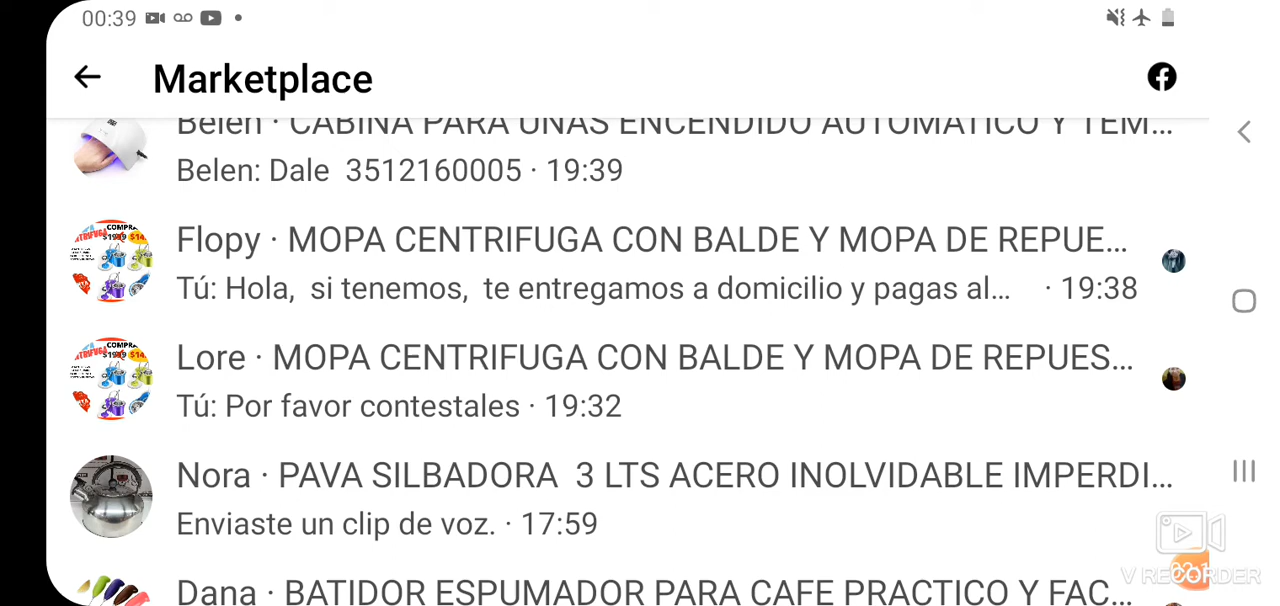 00:39
Marketplace
Belen · CABINA PARA UÑAS ENCENDIDO AUTOMATICO Y TEM...
Belen: Dale 3512160005 · 19:39
Flopy · MOPA CENTRIFUGA CON BALDE Y MOPA DE REPUE...
Tú: Hola, si tenemos, te entregamos a domicilio y pagas al... · 19:38
Lore · MOPA CENTRIFUGA CON BALDE Y MOPA DE REPUES...
Tú: Por favor contestales · 19:32
Nora · PAVA SILBADORA 3 LTS ACERO INOLVIDABLE IMPERDI...
Enviaste un clip de voz. · 17:59
Dana · BATIDOR ESPUMADOR PARA CAFE PRACTICO Y FAC...
V RECORDER